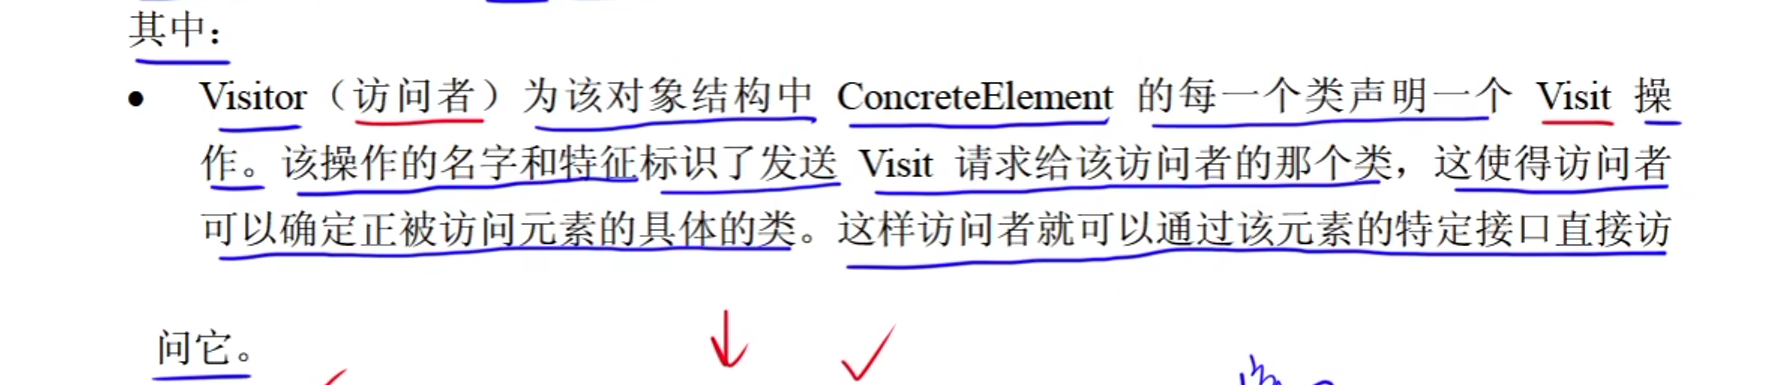 其中：
● Visitor（访问者）为该对象结构中 ConcreteElement 的每一个类声明一个 Visit 操
作。该操作的名字和特征标识了发送 Visit 请求给该访问者的那个类，这使得访问者
可以确定正被访问元素的具体的类。这样访问者就可以通过该元素的特定接口直接访
问它。